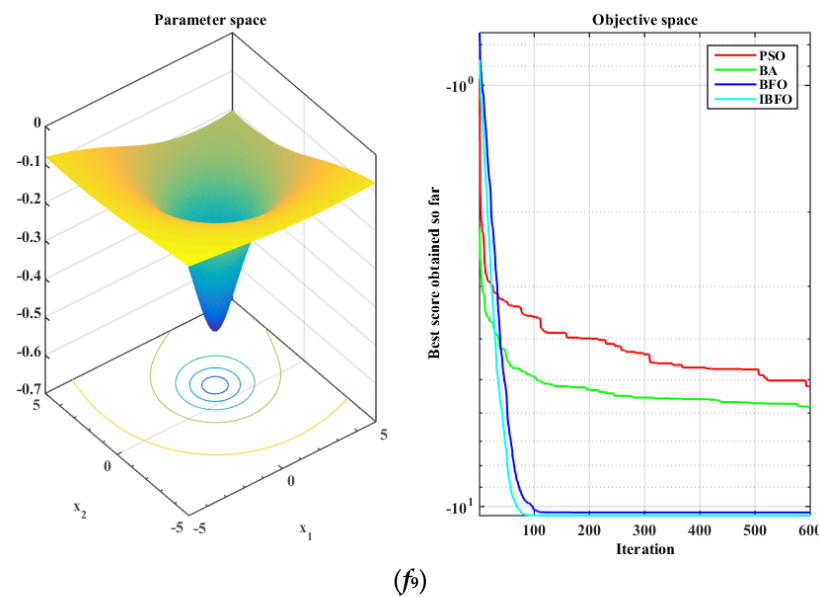 Parameter space
0
-0.1
-0.2
-0.3
-0.4
-0.5
-0.6
-0.7
5
0
-5
x2
-5
0
5
x1
Objective space
PSO
BA
BFO
IBFO
-10^0
-10^1
Best score obtained so far
100
200
300
400
500
600
Iteration
(f9)